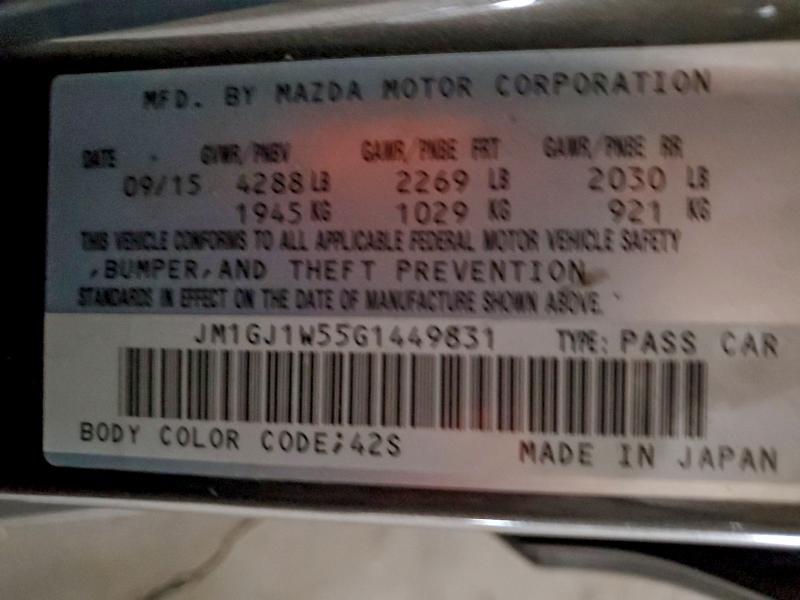 MFD. BY MAZDA MOTOR CORPORATION
DATE GVWR/PNBV GAWR/PNBE FRT GAWR/PNBE RR
09/15 4288 LB 2269 LB 2030 LB
1945 KG 1029 KG 921 KG
THIS VEHICLE CONFORMS TO ALL APPLICABLE FEDERAL MOTOR VEHICLE SAFETY
,BUMPER,AND THEFT PREVENTION
STANDARDS IN EFFECT ON THE DATE OF MANUFACTURE SHOWN ABOVE.
JM1GJ1W55G1449831 TYPE: PASS CAR
BODY COLOR CODE;42S MADE IN JAPAN